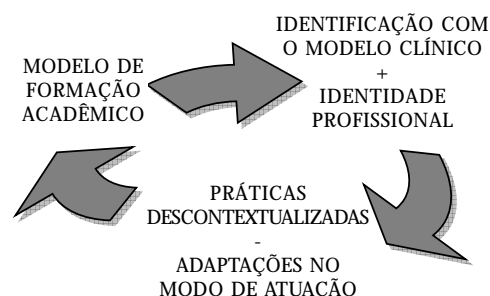 MODELO DE
FORMAÇÃO
ACADÊMICO
IDENTIFICAÇÃO COM
O MODELO CLÍNICO
+
IDENTIDADE
PROFISSIONAL
PRÁTICAS
DESCONTEXTUALIZADAS
-
ADAPTAÇÕES NO
MODO DE ATUAÇÃO